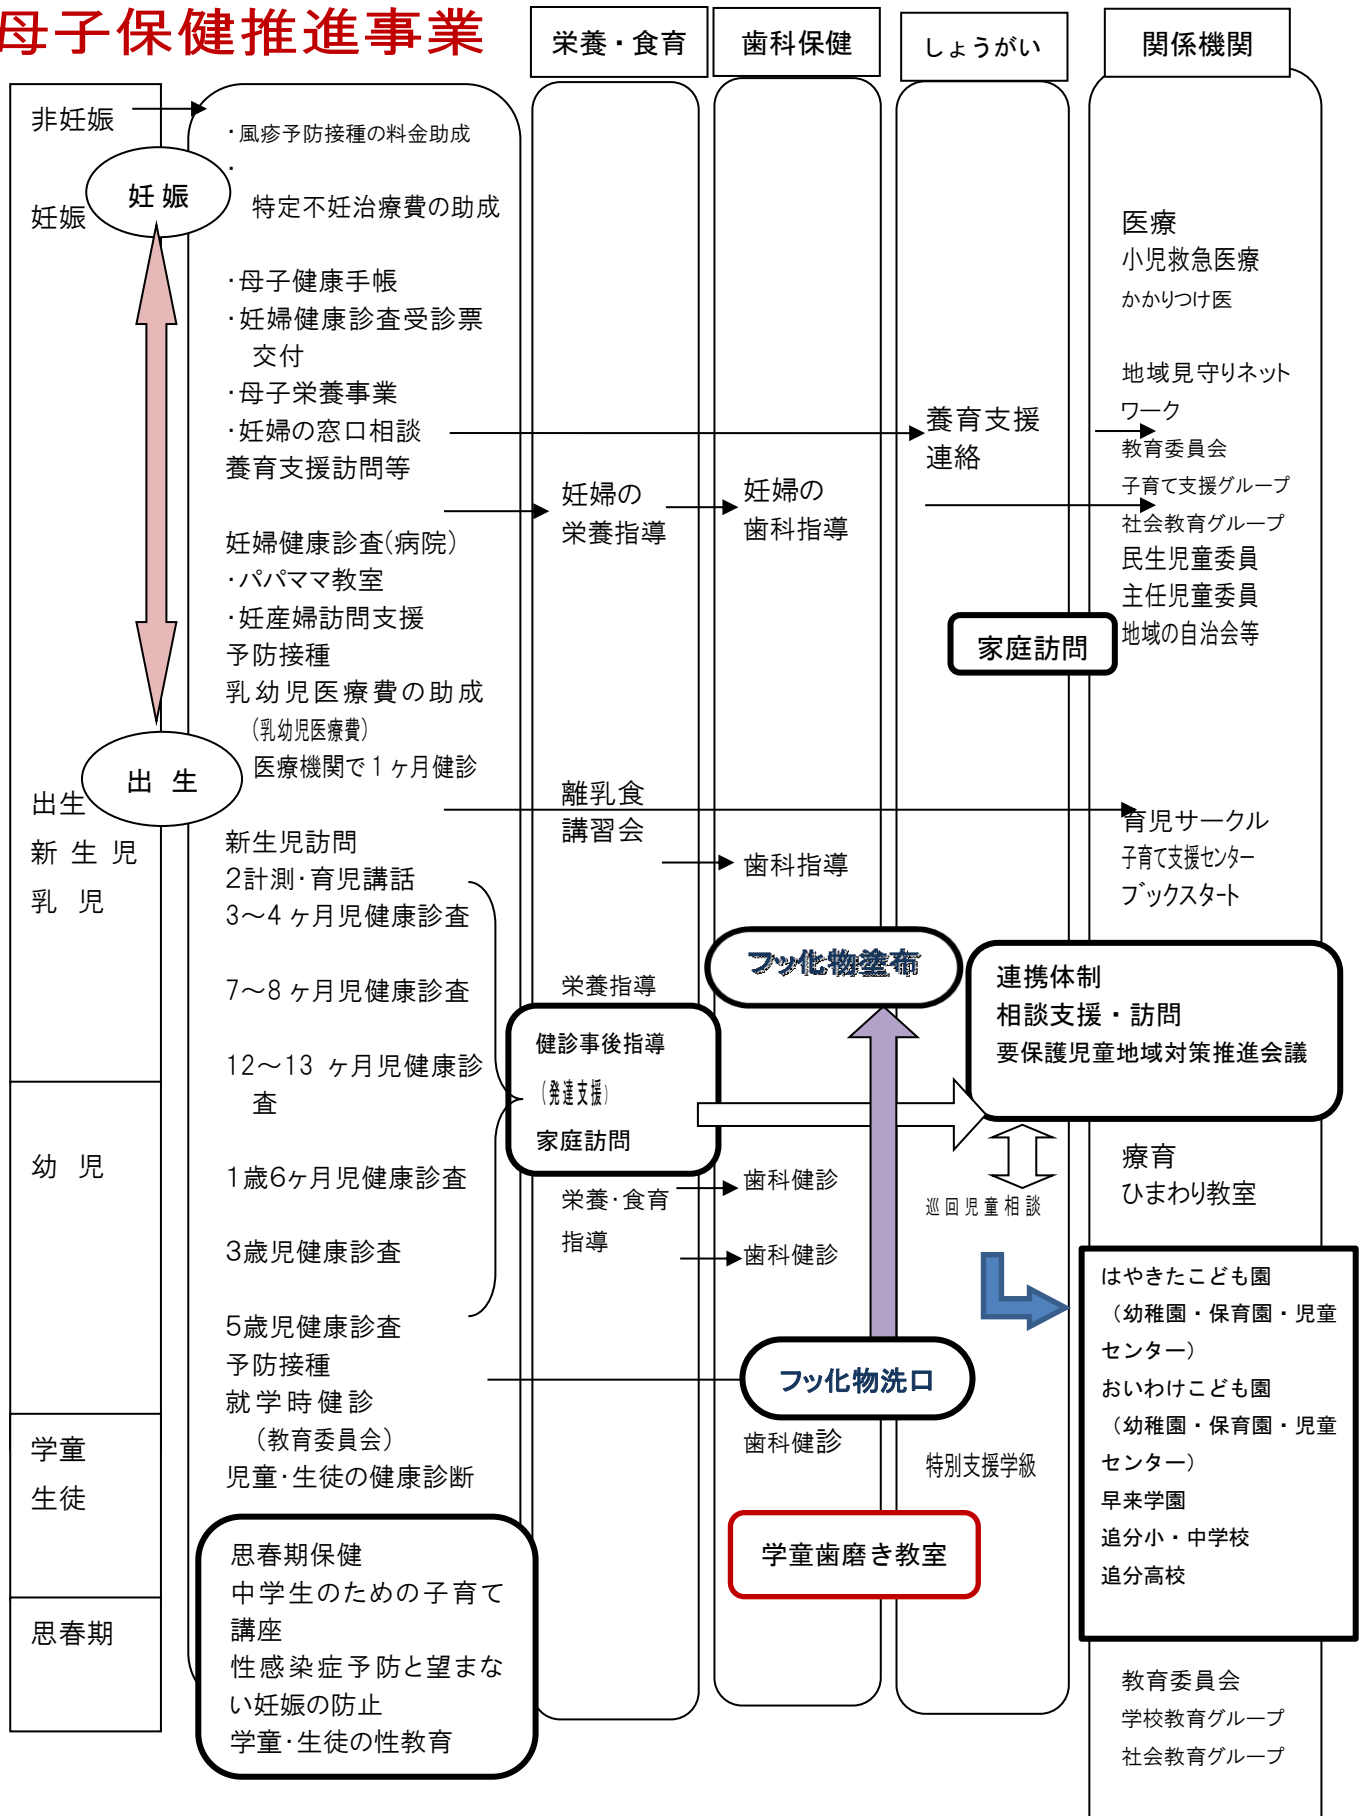 母子保健推進事業
栄養・食育
歯科保健
しょうがい
関係機関
非妊娠
妊娠
妊娠
出生
出生
新生児
乳児
幼児
学童
生徒
思春期
・風疹予防接種の料金助成
・
特定不妊治療費の助成
・母子健康手帳
・妊婦健康診査受診票
交付
・母子栄養事業
・妊婦の窓口相談
養育支援訪問等
妊婦健康診査(病院)
・パパママ教室
・妊産婦訪問支援
予防接種
乳幼児医療費の助成
(乳幼児医療費)
医療機関で1ヶ月健診
新生児訪問
2計測・育児講話
3～4ヶ月児健康診査
7～8ヶ月児健康診査
12～13ヶ月児健康診
査
1歳6ヶ月児健康診査
3歳児健康診査
5歳児健康診査
予防接種
就学時健診
（教育委員会）
児童・生徒の健康診断
思春期保健
中学生のための子育て
講座
性感染症予防と望まな
い妊娠の防止
学童・生徒の性教育
妊婦の
栄養指導
離乳食
講習会
栄養指導
健診事後指導
(発達支援)
家庭訪問
栄養・食育
指導
妊婦の
歯科指導
歯科指導
フッ化物塗布
歯科健診
歯科健診
フッ化物洗口
歯科健診
学童歯磨き教室
養育支援
連絡
家庭訪問
連携体制
相談支援・訪問
要保護児童地域対策推進会議
巡回児童相談
特別支援学級
医療
小児救急医療
かかりつけ医
地域見守りネット
ワーク
教育委員会
子育て支援グループ
社会教育グループ
民生児童委員
主任児童委員
地域の自治会等
育児サークル
子育て支援センター
ブックスタート
療育
ひまわり教室
はやきたこども園
（幼稚園・保育園・児童
センター）
おいわけこども園
（幼稚園・保育園・児童
センター）
早来学園
追分小・中学校
追分高校
教育委員会
学校教育グループ
社会教育グループ